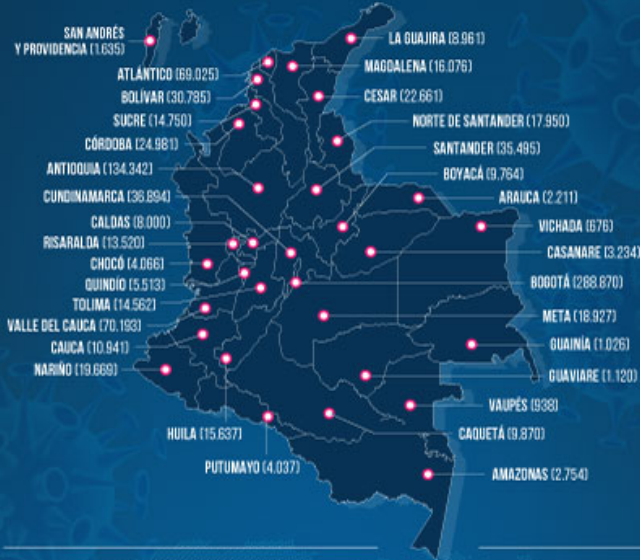 SAN ANDRÉS
Y PROVIDENCIA (1.635)
ATLÁNTICO (69.025)
BOLÍVAR (30.785)
SUCRE (14.750)
CÓRDOBA (24.981)
ANTIOQUIA (134.342)
CUNDINAMARCA (36.894)
CALDAS (8.000)
RISARALDA (13.520)
CHOCÓ (4.066)
QUINDÍO (5.513)
TOLIMA (14.562)
VALLE DEL CAUCA (70.193)
CAUCA (10.941)
NARIÑO (19.669)
HUILA (15.637)
PUTUMAYO (4.037)
LA GUAJIRA (8.961)
MAGDALENA (16.076)
CESAR (22.661)
NORTE DE SANTANDER (17.950)
SANTANDER (35.495)
BOYACÁ (9.764)
ARAUCA (2.211)
VICHADA (676)
CASANARE (3.234)
BOGOTÁ (268.870)
META (18.927)
GUAINÍA (1.026)
GUAVIARE (1.120)
VAUPÉS (938)
CAQUETÁ (9.870)
AMAZONAS (2.754)